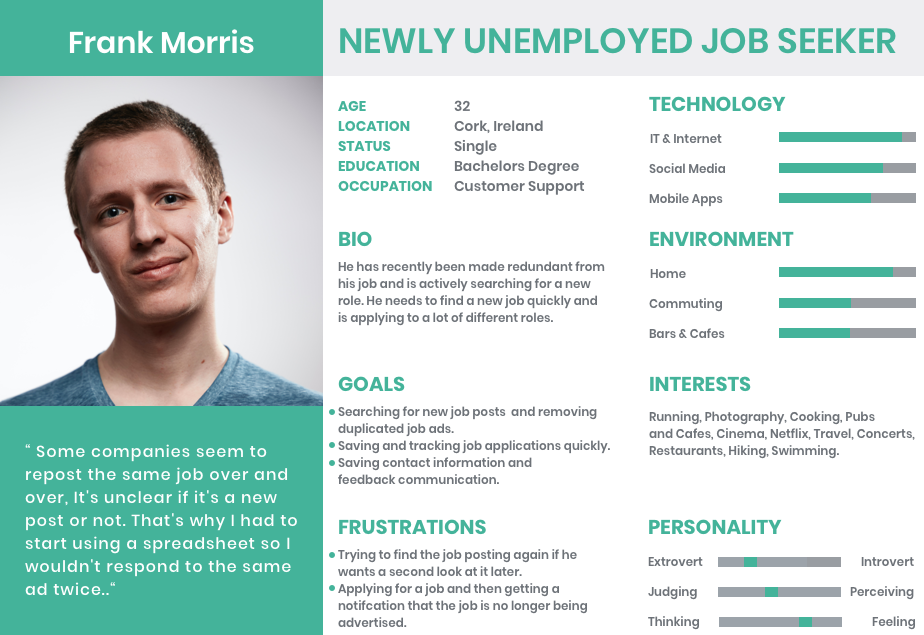 Frank Morris
NEWLY UNEMPLOYED JOB SEEKER
“ Some companies seem to
repost the same job over and
over, It's unclear if it's a new
post or not. That's why I had to
start using a spreadsheet so I
wouldn't respond to the same
ad twice..“
AGE 32
LOCATION Cork, Ireland
STATUS Single
EDUCATION Bachelors Degree
OCCUPATION Customer Support
BIO
He has recently been made redundant from
his job and is actively searching for a new
role. He needs to find a new job quickly and
is applying to a lot of different roles.
GOALS
Searching for new job posts and removing
duplicated job ads.
Saving and tracking job applications quickly.
Saving contact information and
feedback communication.
FRUSTRATIONS
Trying to find the job posting again if he
wants a second look at it later.
Applying for a job and then getting a
notifcation that the job is no longer being
advertised.
TECHNOLOGY
IT & Internet
Social Media
Mobile Apps
ENVIRONMENT
Home
Commuting
Bars & Cafes
INTERESTS
Running, Photography, Cooking, Pubs
and Cafes, Cinema, Netflix, Travel, Concerts,
Restaurants, Hiking, Swimming.
PERSONALITY
Extrovert Introvert
Judging Perceiving
Thinking Feeling